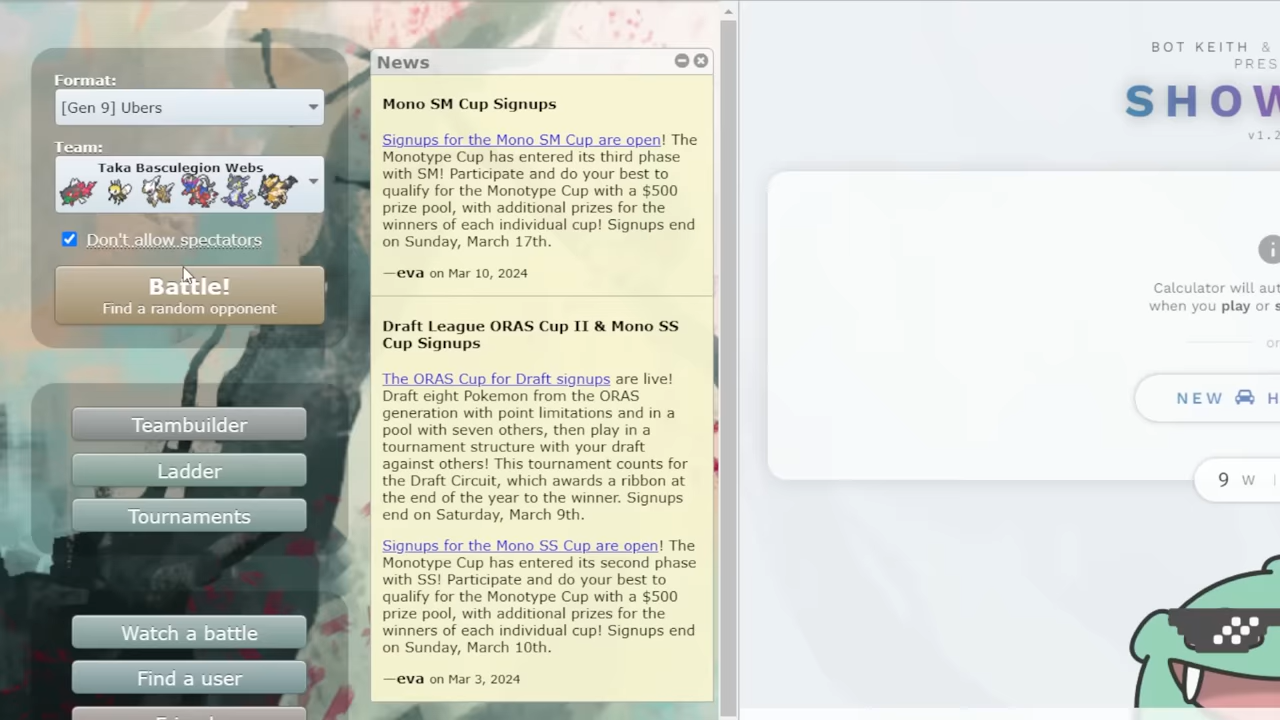 Format:
[Gen 9] Ubers
Team:
Taka Basculegion Webs
Don't allow spectators
Battle!
Find a random opponent
Teambuilder
Ladder
Tournaments
Watch a battle
Find a user
News
Mono SM Cup Signups
Signups for the Mono SM Cup are open! The
Monotype Cup has entered its third phase
with SM! Participate and do your best to
qualify for the Monotype Cup with a $500
prize pool, with additional prizes for the
winners of each individual cup! Signups end
on Sunday, March 17th.
—eva on Mar 10, 2024
Draft League ORAS Cup II & Mono SS
Cup Signups
The ORAS Cup for Draft signups are live!
Draft eight Pokemon from the ORAS
generation with point limitations and in a
pool with seven others, then play in a
tournament structure with your draft
against others! This tournament counts for
the Draft Circuit, which awards a ribbon at
the end of the year to the winner. Signups
end on Saturday, March 9th.
Signups for the Mono SS Cup are open! The
Monotype Cup has entered its second phase
with SS! Participate and do your best to
qualify for the Monotype Cup with a $500
prize pool, with additional prizes for the
winners of each individual cup! Signups end
on Sunday, March 10th.
—eva on Mar 3, 2024
BOT KEITH &
PRES
SHOW
v1.2
Calculator will aut
when you play or s
or
NEW H
9 W